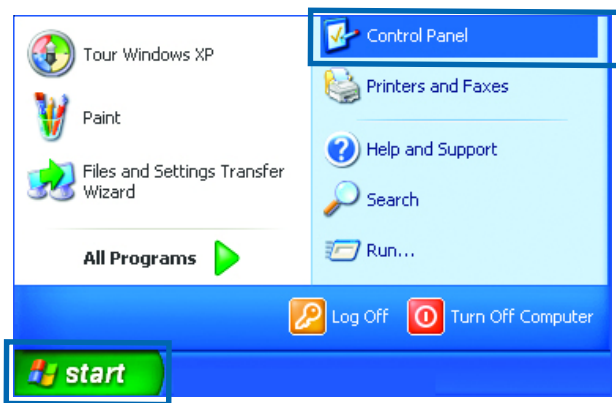 Tour Windows XP
Paint
Files and Settings Transfer
Wizard
All Programs
Control Panel
Printers and Faxes
Help and Support
Search
Run...
Log Off
Turn Off Computer
start